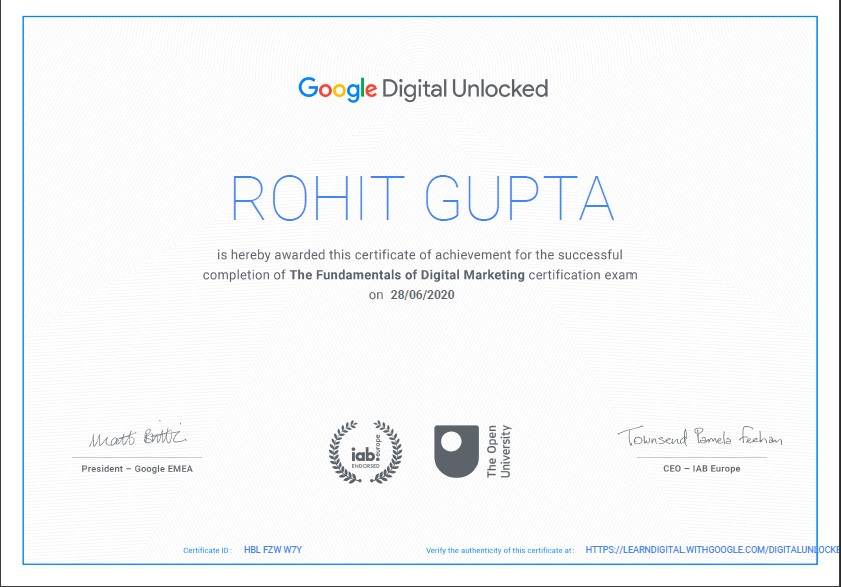 Google Digital Unlocked
ROHIT GUPTA
is hereby awarded this certificate of achievement for the successful
completion of The Fundamentals of Digital Marketing certification exam
on 28/06/2020
Matt Brittin
President – Google EMEA
iab europe
ENDORSED
The Open
University
Townsend Pamela Feehan
CEO – IAB Europe
Certificate ID : HBL FZW W7Y
Verify the authenticity of this certificate at : HTTPS://LEARNDIGITAL.WITHGOOGLE.COM/DIGITALUNLOCKE